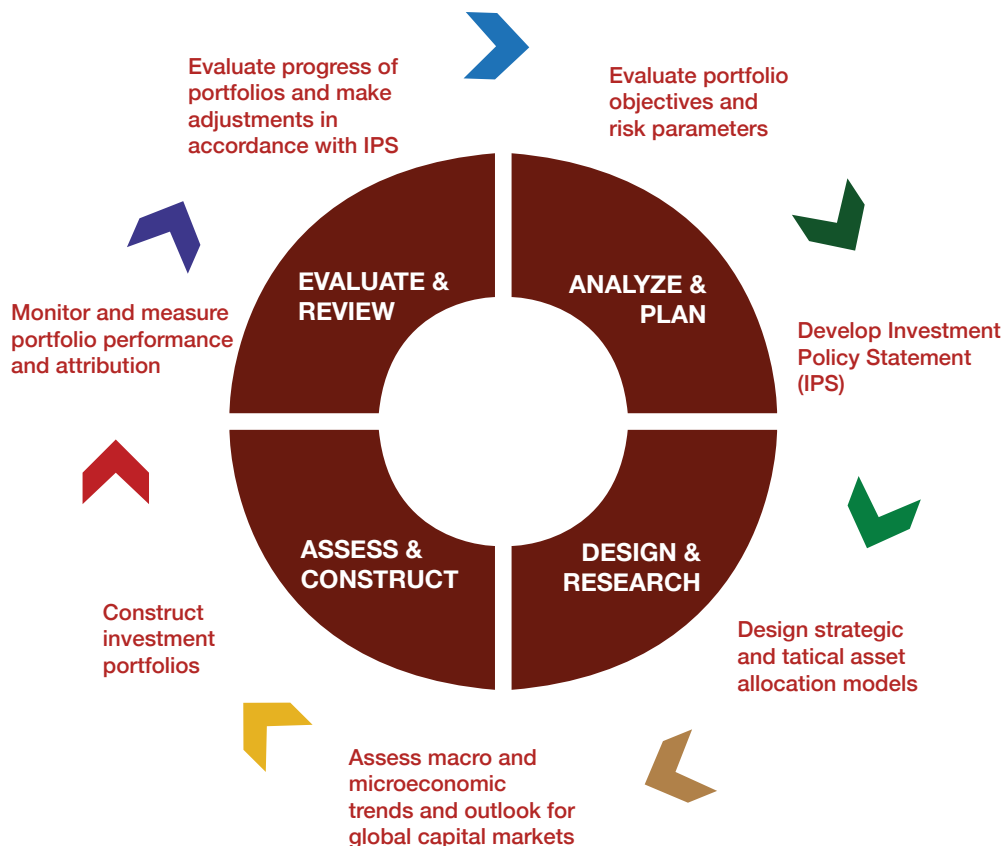 Evaluate progress of
portfolios and make
adjustments in
accordance with IPS
Evaluate portfolio
objectives and
risk parameters
EVALUATE &
REVIEW
ANALYZE &
PLAN
Monitor and measure
portfolio performance
and attribution
Develop Investment
Policy Statement
(IPS)
ASSESS &
CONSTRUCT
DESIGN &
RESEARCH
Construct
investment
portfolios
Design strategic
and tatical asset
allocation models
Assess macro and
microeconomic
trends and outlook for
global capital markets